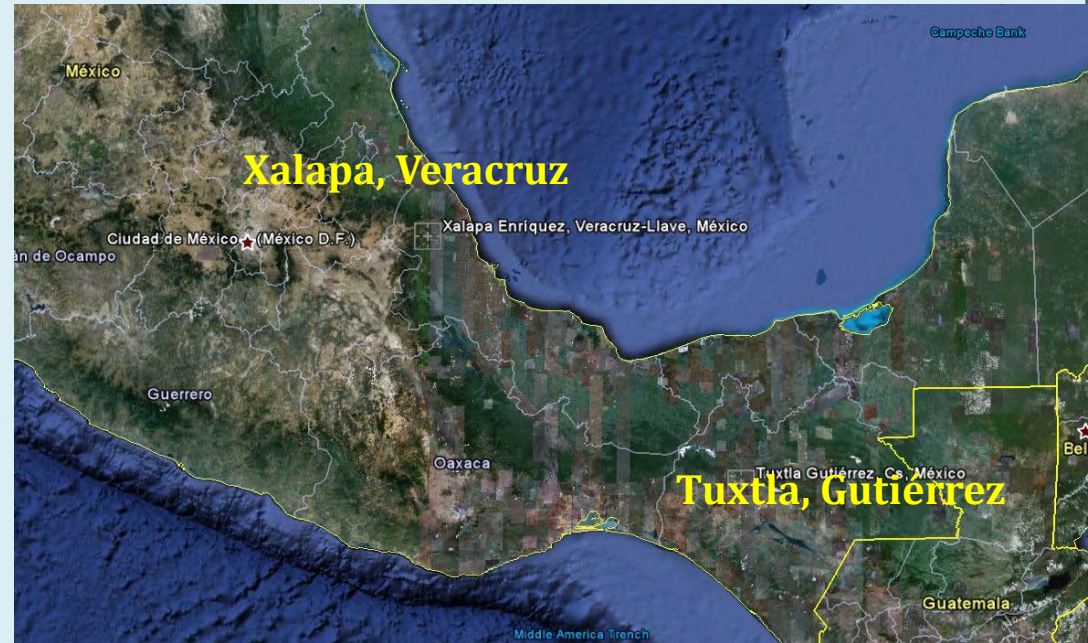 Campeche Bank
México
Xalapa, Veracruz
Xalapa Enríquez, Veracruz-Llave, México
Ciudad de México (México D.F.)
án de Ocampo
Guerrero
Oaxaca
Tuxtla Gutiérrez, Cs, México
Tuxtla, Gutiérrez
Bel
Guatemala
Middle America Trench